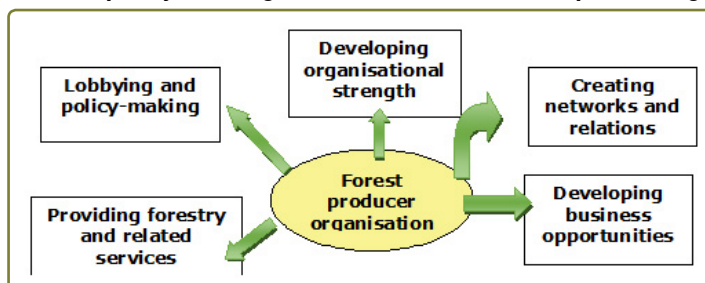 Developing
organisational
strength
Lobbying and
policy-making
Creating
networks and
relations
Forest
producer
organisation
Developing
business
opportunities
Providing forestry
and related
services